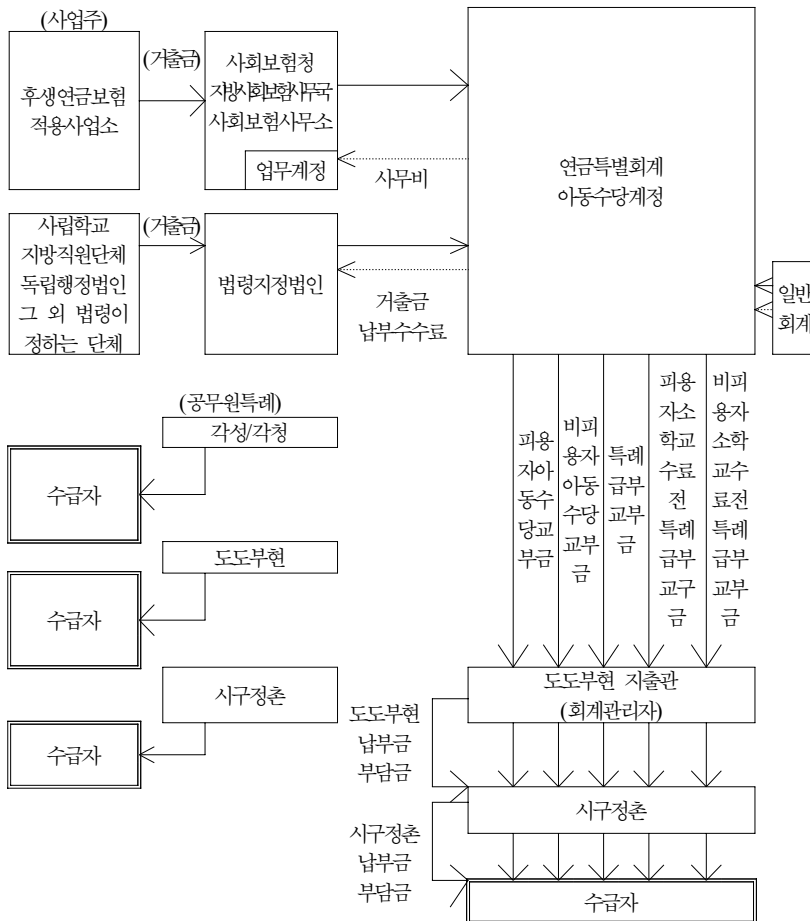 (사업주)
후생연금보험
적용사업소
(거출금)
사회보험청
지방사회보험사무국
사회보험사무소
업무계정
사무비
연금특별회계
아동수당계정
사립학교
지방직원단체
독립행정법인
그 외 법령이
정하는 단체
(거출금)
법령지정법인
거출금
납부수수료
일반
회계
(공무원특례)
각성/각청
수급자
도도부현
수급자
시구정촌
수급자
피용
자아
동수
당교
부금
비피
용자
아동
수당
교부
금
특례
급부
교부
금
피용
자소
학교
수료
전
특례
급부
교구
금
비피
용자
소학
교수
료전
특례
급부
교부
금
도도부현 지출관
(회계관리자)
도도부현
납부금
부담금
시구정촌
시구정촌
납부금
부담금
수급자